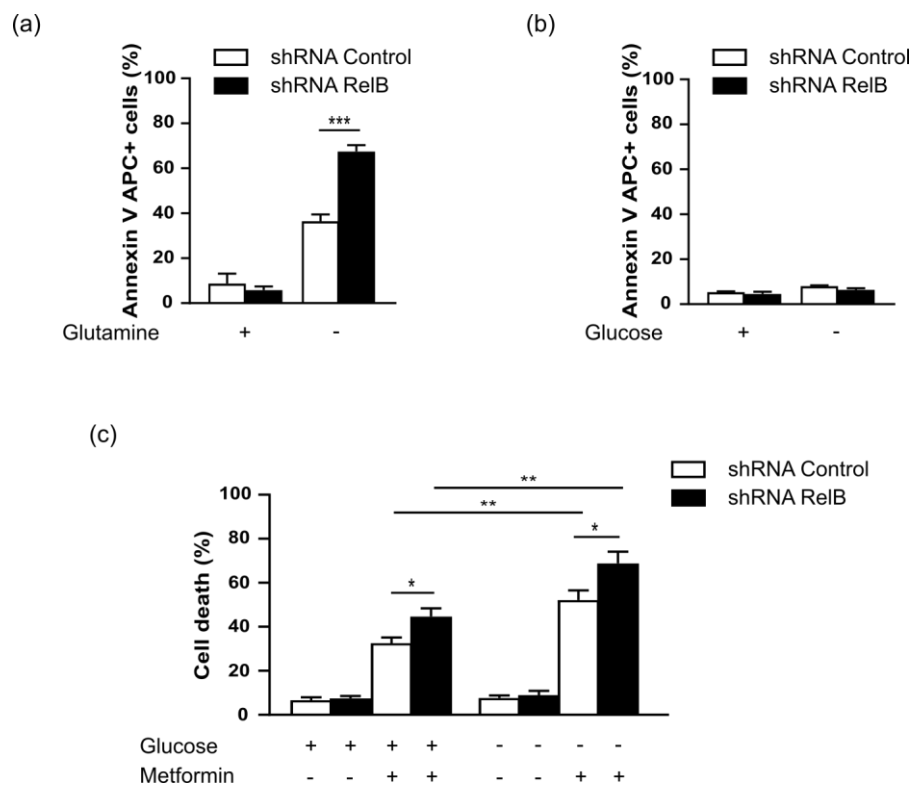 (a)
shRNA Control
shRNA RelB
Annexin V APC+ cells (%)
100
80
60
40
20
0
***
Glutamine + -
(b)
shRNA Control
shRNA RelB
Annexin V APC+ cells (%)
100
80
60
40
20
0
Glucose + -
(c)
shRNA Control
shRNA RelB
Cell death (%)
100
80
60
40
20
0
**
**
*
*
Glucose + + + + - - - -
Metformin - - + + - - + +